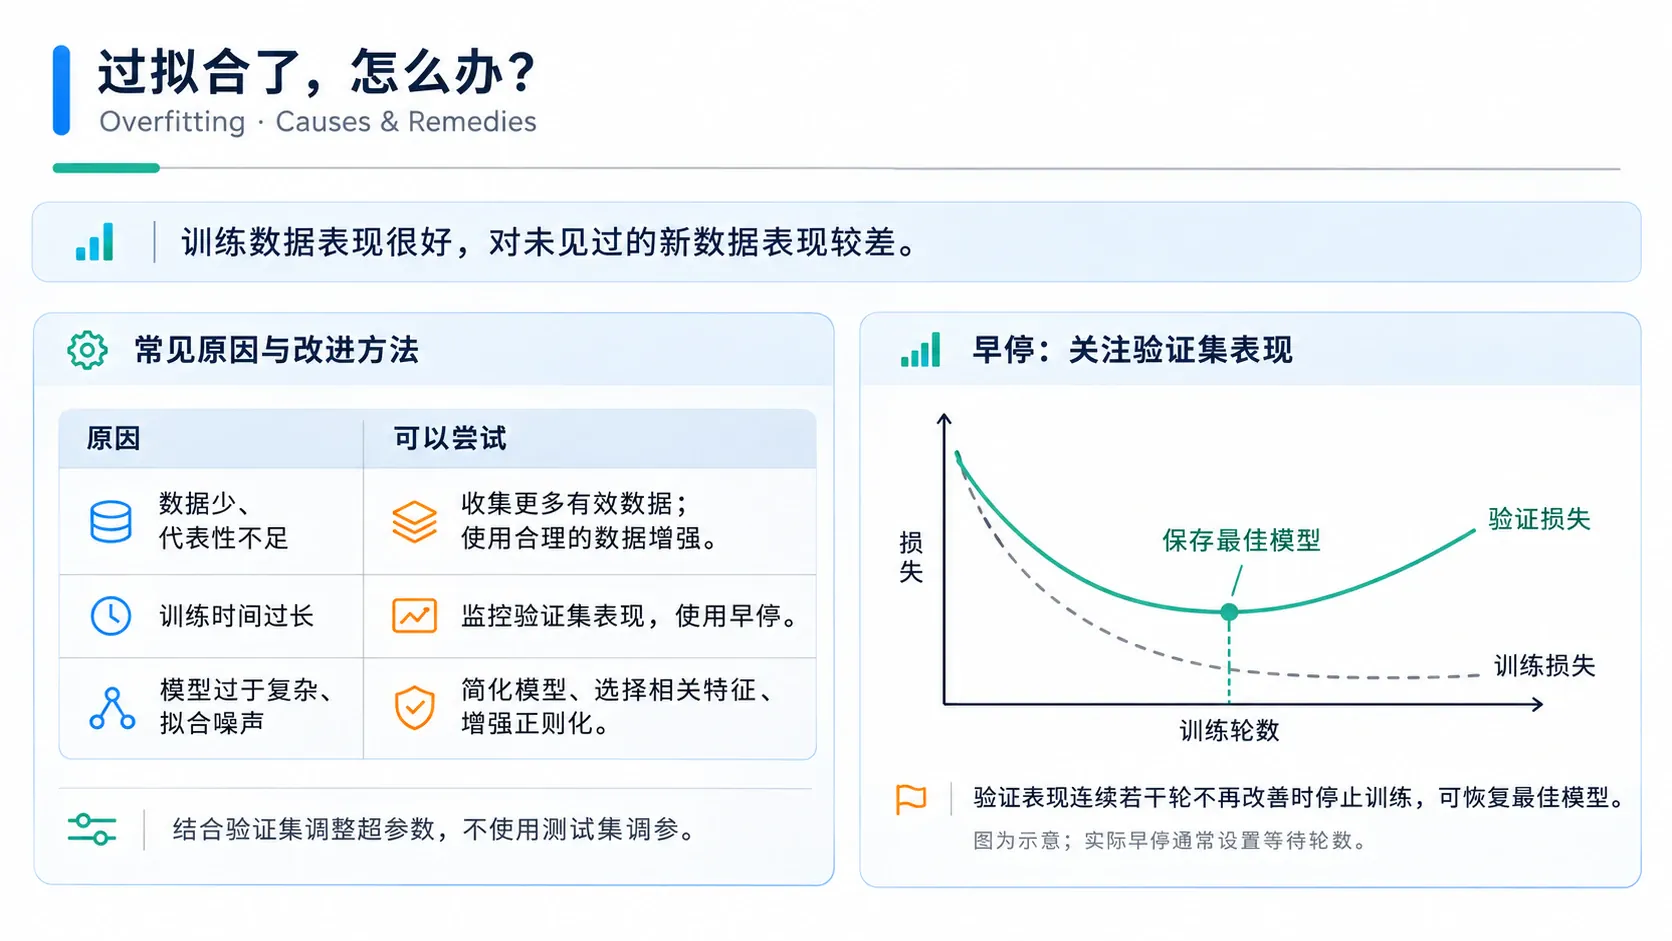 过拟合了，怎么办？
Overfitting · Causes & Remedies
训练数据表现很好，对未见过的新数据表现较差。
常见原因与改进方法
原因
可以尝试
数据少、
代表性不足
收集更多有效数据；
使用合理的数据增强。
训练时间过长
监控验证集表现，使用早停。
模型过于复杂、
拟合噪声
简化模型、选择相关特征、
增强正则化。
结合验证集调整超参数，不使用测试集调参。
早停：关注验证集表现
损
失
保存最佳模型
验证损失
训练损失
训练轮数
验证表现连续若干轮不再改善时停止训练，可恢复最佳模型。
图为示意；实际早停通常设置等待轮数。